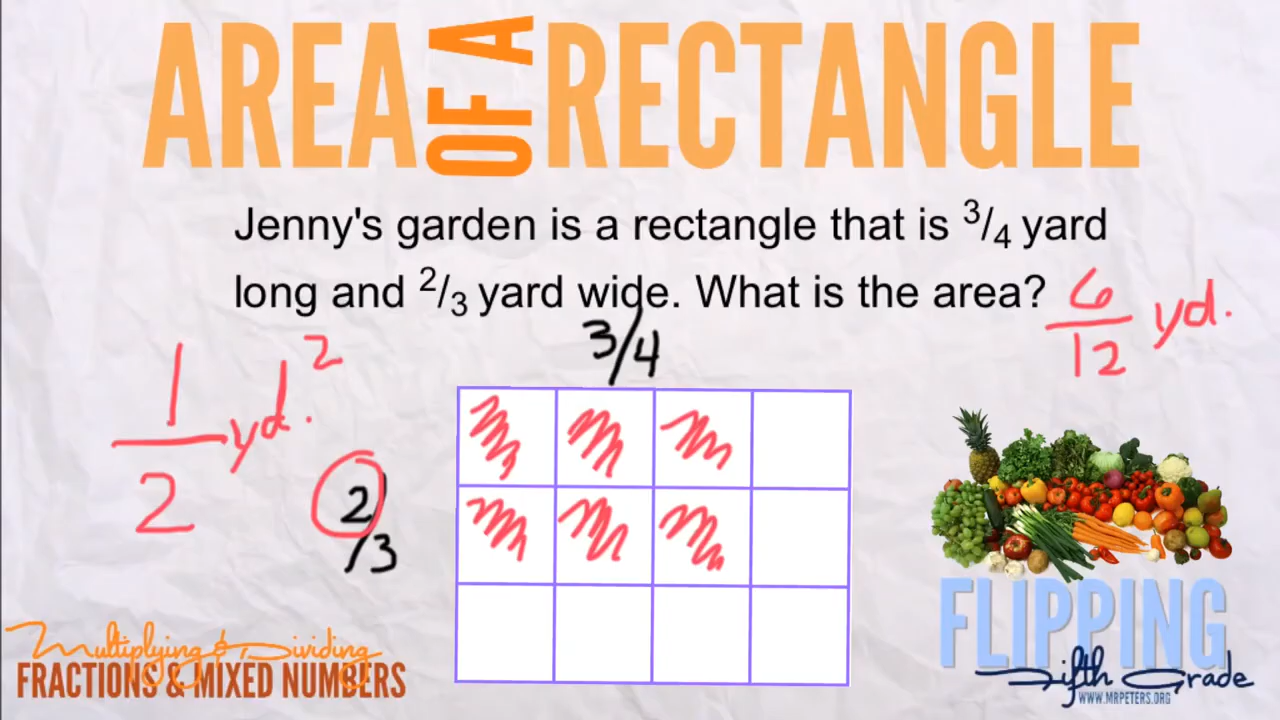 AREA OF A RECTANGLE
Jenny's garden is a rectangle that is 3/4 yard
long and 2/3 yard wide. What is the area?
6/12 yd.
3/4
1/2 yd.²
2/3
Multiplying & Dividing
FRACTIONS & MIXED NUMBERS
FLIPPING
Fifth Grade
WWW.MRPETERS.ORG